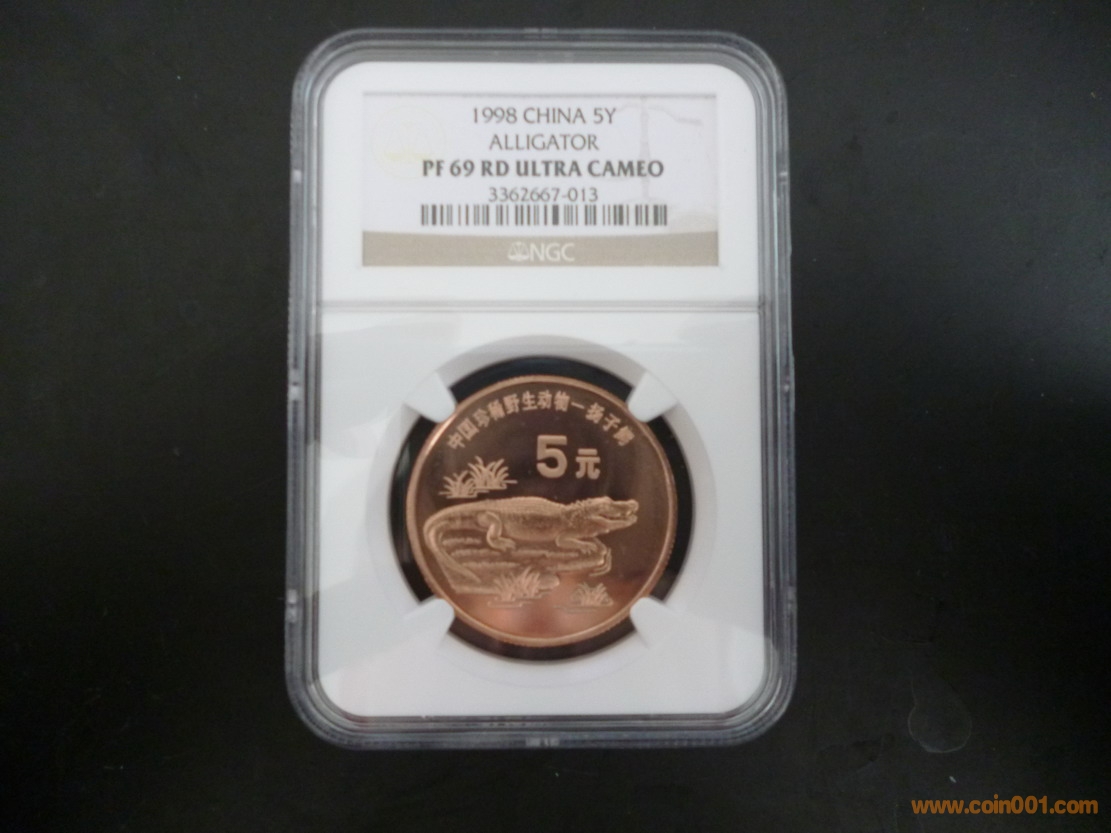 1998 CHINA 5Y
ALLIGATOR
PF 69 RD ULTRA CAMEO
3362667-013
NGC
中国珍稀野生动物—扬子鳄
5元
www.coin001.com